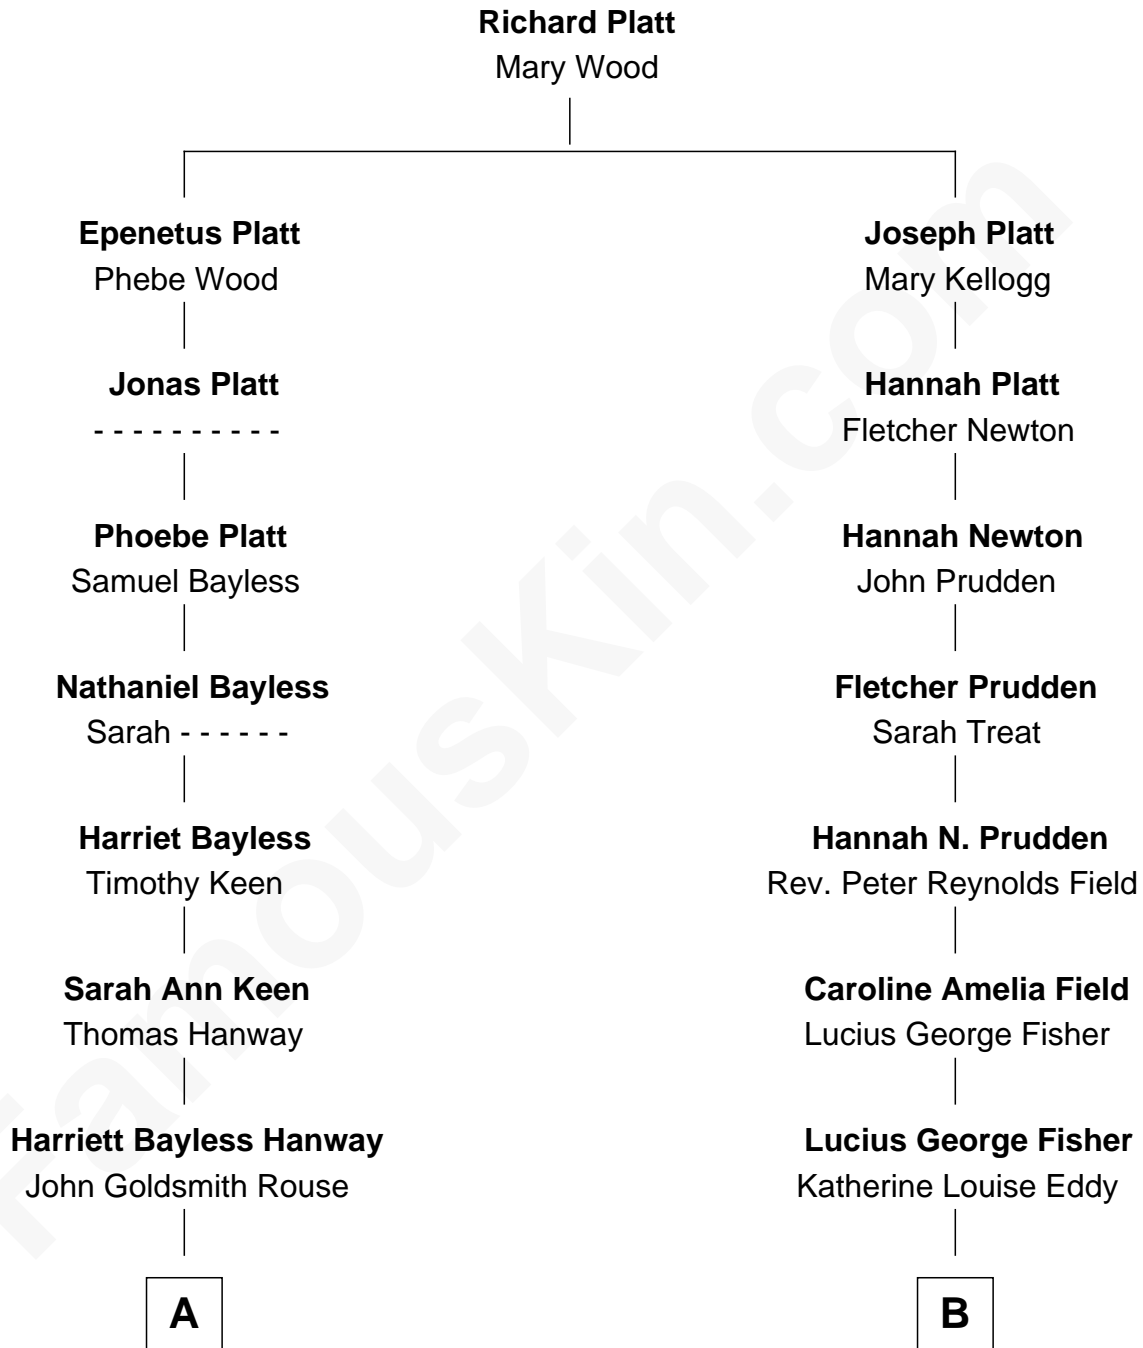 Richard Platt
Mary Wood
Epenetus Platt
Phebe Wood
Jonas Platt
- - - - - - - - - -
Phoebe Platt
Samuel Bayless
Nathaniel Bayless
Sarah - - - - - -
Harriet Bayless
Timothy Keen
Sarah Ann Keen
Thomas Hanway
Harriett Bayless Hanway
John Goldsmith Rouse
A
Joseph Platt
Mary Kellogg
Hannah Platt
Fletcher Newton
Hannah Newton
John Prudden
Fletcher Prudden
Sarah Treat
Hannah N. Prudden
Rev. Peter Reynolds Field
Caroline Amelia Field
Lucius George Fisher
Lucius George Fisher
Katherine Louise Eddy
B
FamousKin.com